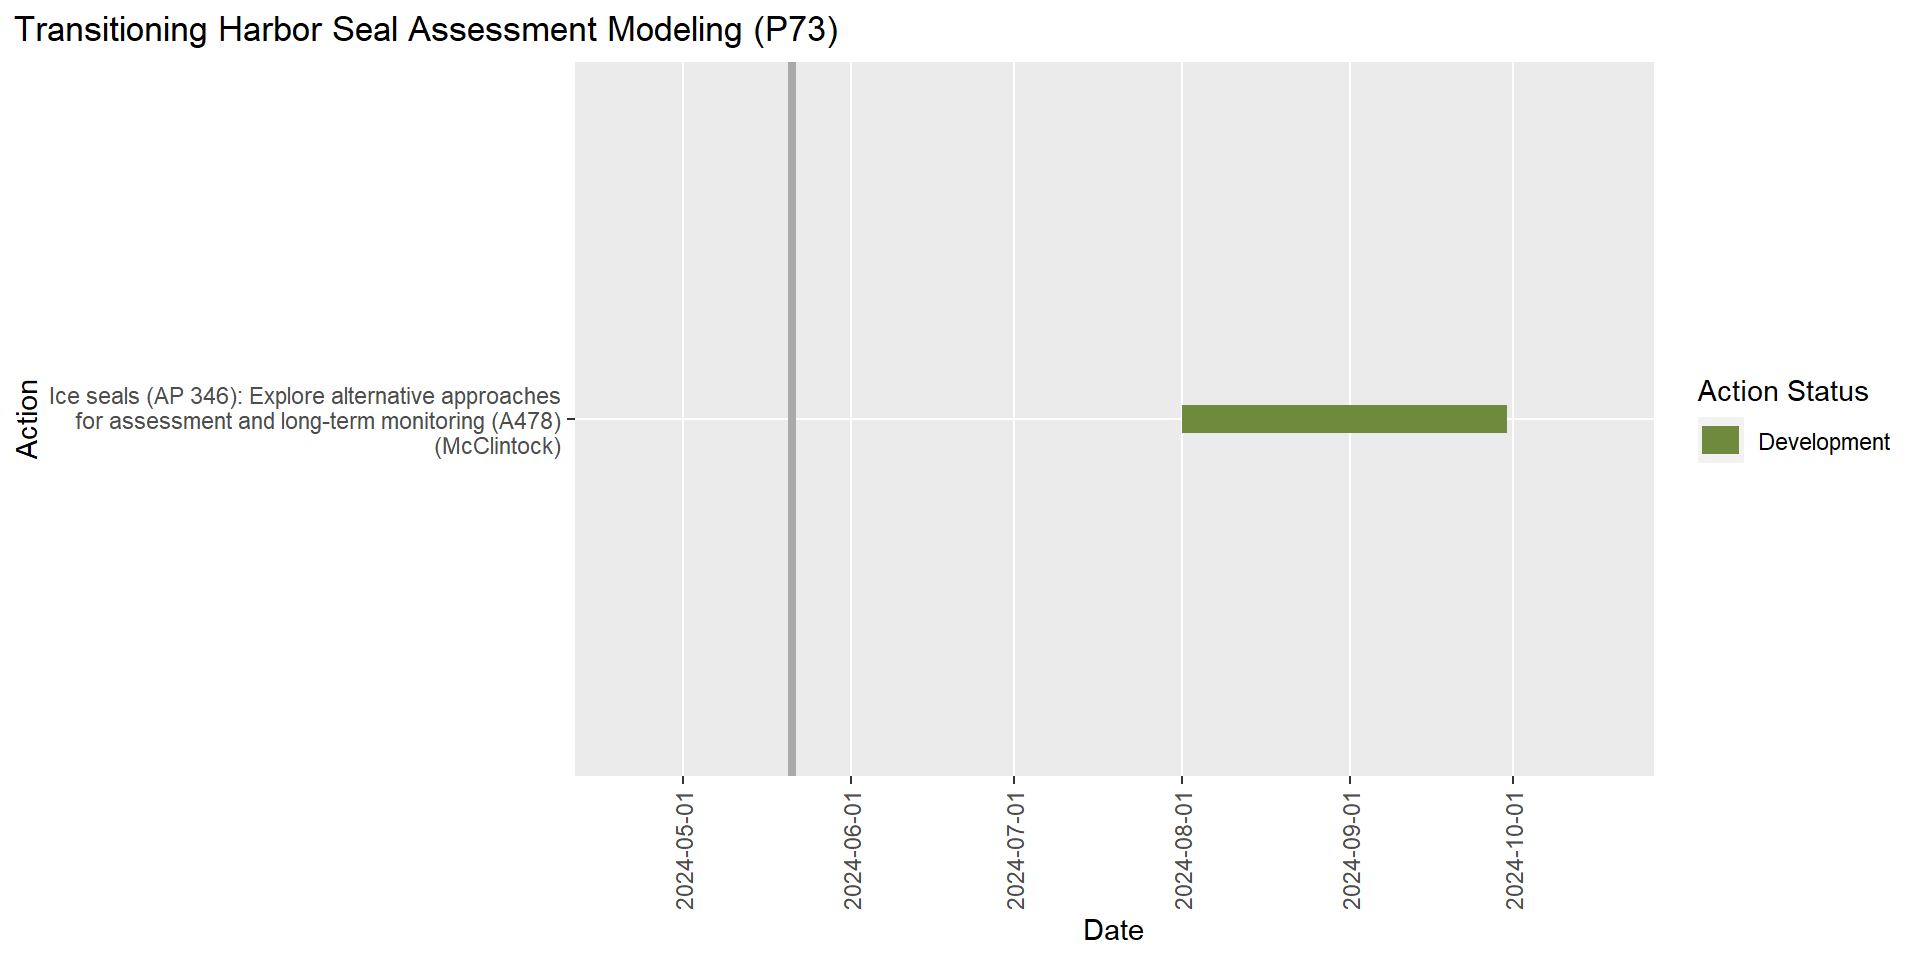 Transitioning Harbor Seal Assessment Modeling (P73)
Action
Ice seals (AP 346): Explore alternative approaches
for assessment and long-term monitoring (A478)
(McClintock)
Action Status
Development
2024-05-01
2024-06-01
2024-07-01
2024-08-01
2024-09-01
2024-10-01
Date